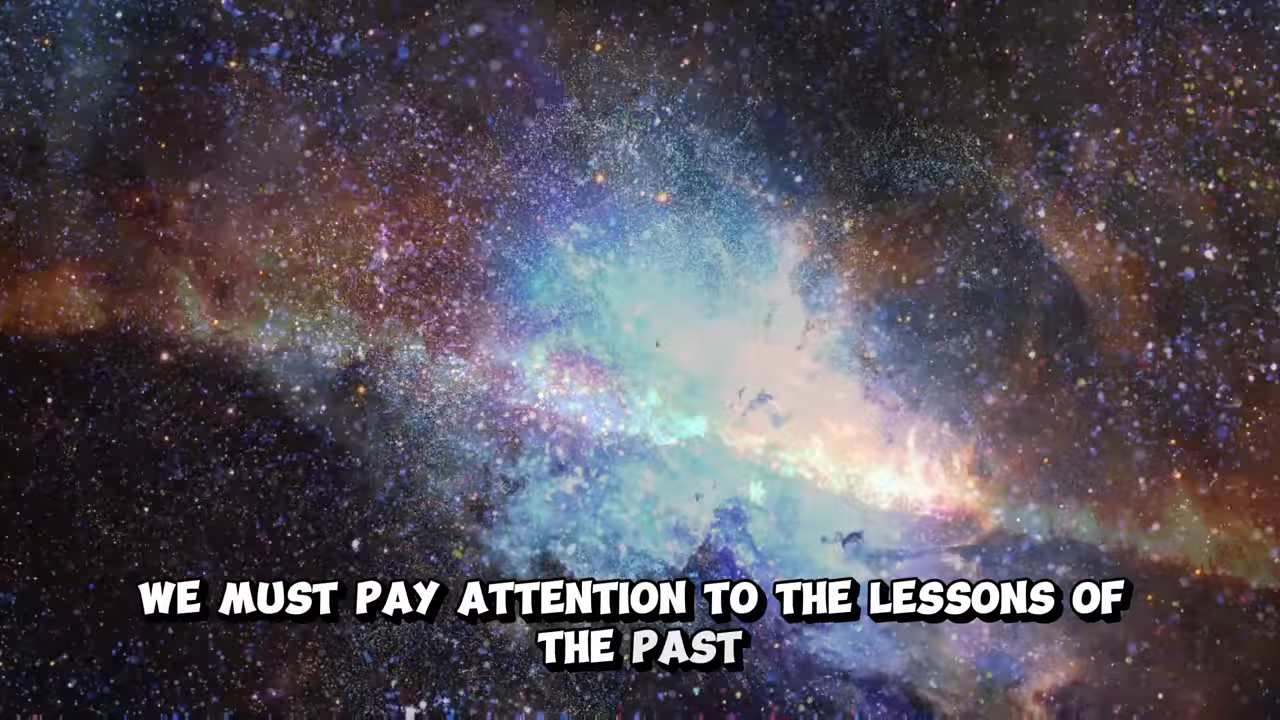 WE MUST PAY ATTENTION TO THE LESSONS OF
THE PAST